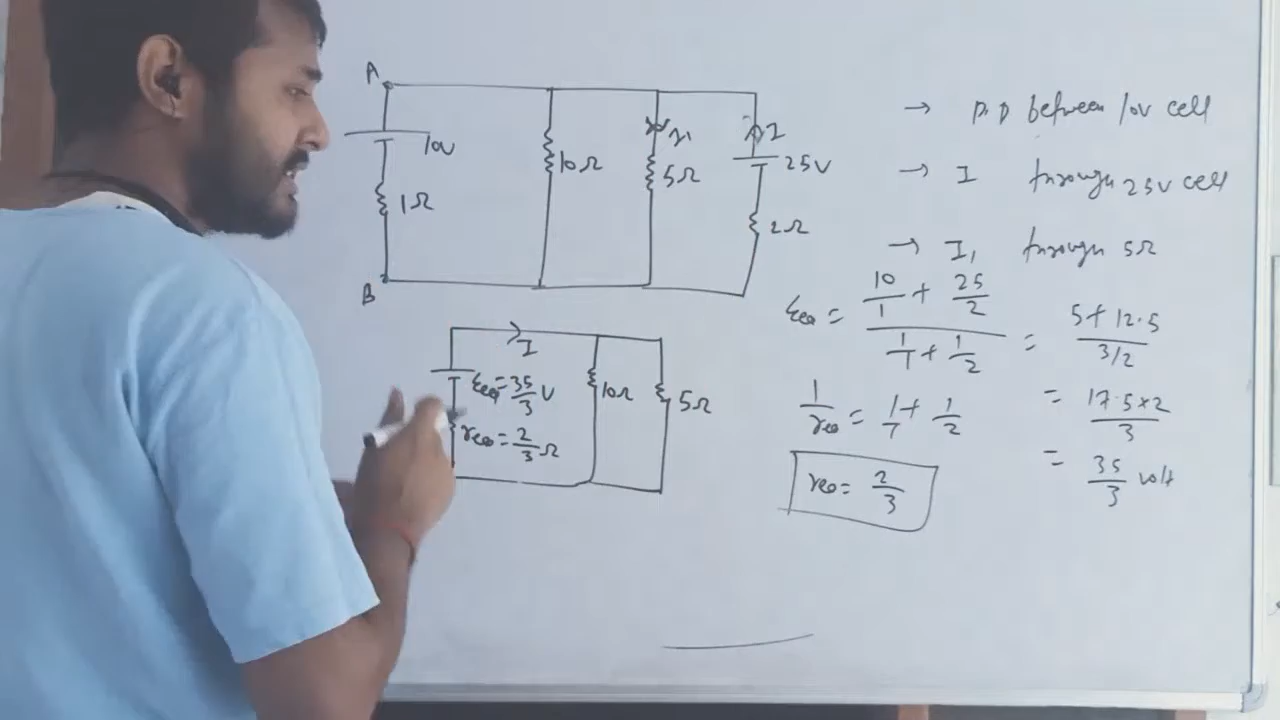 A
10V
1Ω
B
10Ω
I1
5Ω
I
25V
2Ω
→ P.D between 10V cell
→ I through 25V cell
→ I1 through 5Ω
εeq = (10/1 + 25/2) / (1/1 + 1/2) = (5 + 12.5) / (3/2)
= (17.5 × 2) / 3
= 35/3 volt
1/req = 1/1 + 1/2
req = 2/3
I
εeq = 35/3 V
req = 2/3 Ω
10Ω
5Ω